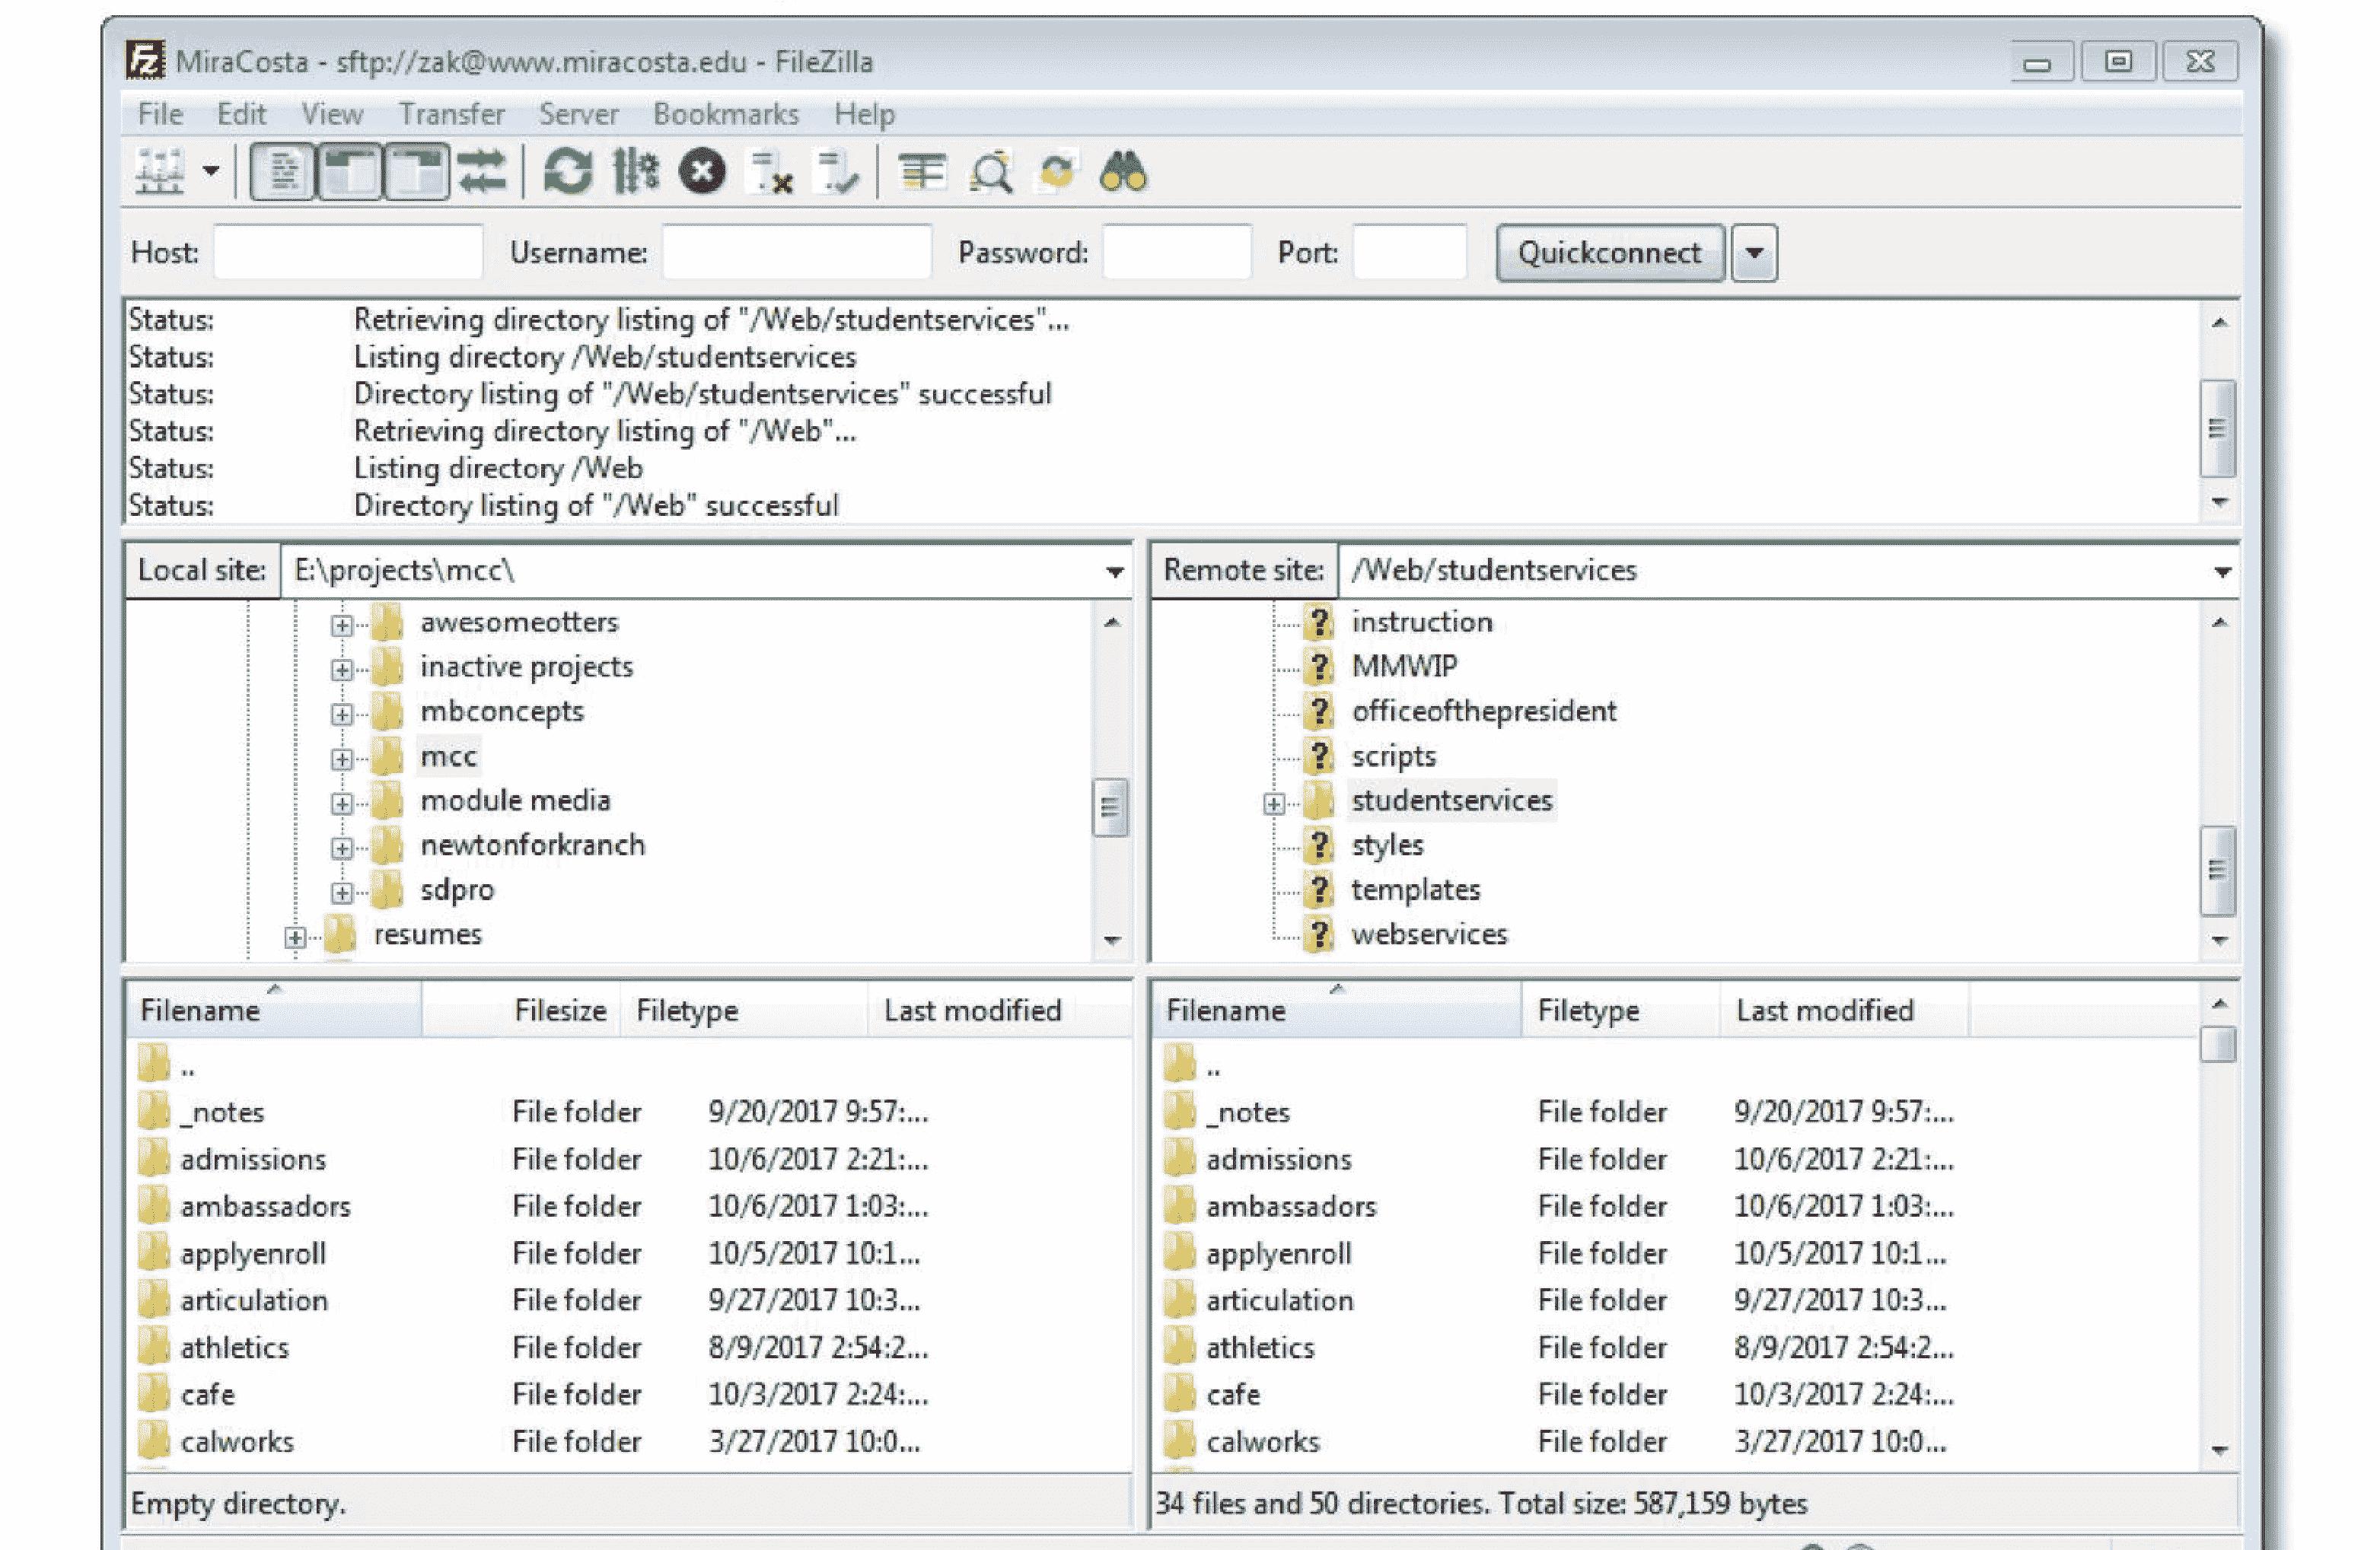 MiraCosta - sftp://zak@www.miracosta.edu - FileZilla
File Edit View Transfer Server Bookmarks Help
Host: Username: Password: Port: Quickconnect
Status: Retrieving directory listing of "/Web/studentservices"...
Status: Listing directory /Web/studentservices
Status: Directory listing of "/Web/studentservices" successful
Status: Retrieving directory listing of "/Web"...
Status: Listing directory /Web
Status: Directory listing of "/Web" successful
Local site: E:\projects\mcc\
awesomeotters
inactive projects
mbconcepts
mcc
module media
newtonforkranch
sdpro
resumes
Remote site: /Web/studentservices
instruction
MMWIP
officeofthepresident
scripts
studentservices
styles
templates
webservices
Filename Filesize Filetype Last modified
..
_notes File folder 9/20/2017 9:57:...
admissions File folder 10/6/2017 2:21:...
ambassadors File folder 10/6/2017 1:03:...
applyenroll File folder 10/5/2017 10:1...
articulation File folder 9/27/2017 10:3...
athletics File folder 8/9/2017 2:54:2...
cafe File folder 10/3/2017 2:24:...
calworks File folder 3/27/2017 10:0...
Empty directory.
Filename Filetype Last modified
..
_notes File folder 9/20/2017 9:57:...
admissions File folder 10/6/2017 2:21:...
ambassadors File folder 10/6/2017 1:03:...
applyenroll File folder 10/5/2017 10:1...
articulation File folder 9/27/2017 10:3...
athletics File folder 8/9/2017 2:54:2...
cafe File folder 10/3/2017 2:24:...
calworks File folder 3/27/2017 10:0...
34 files and 50 directories. Total size: 587,159 bytes